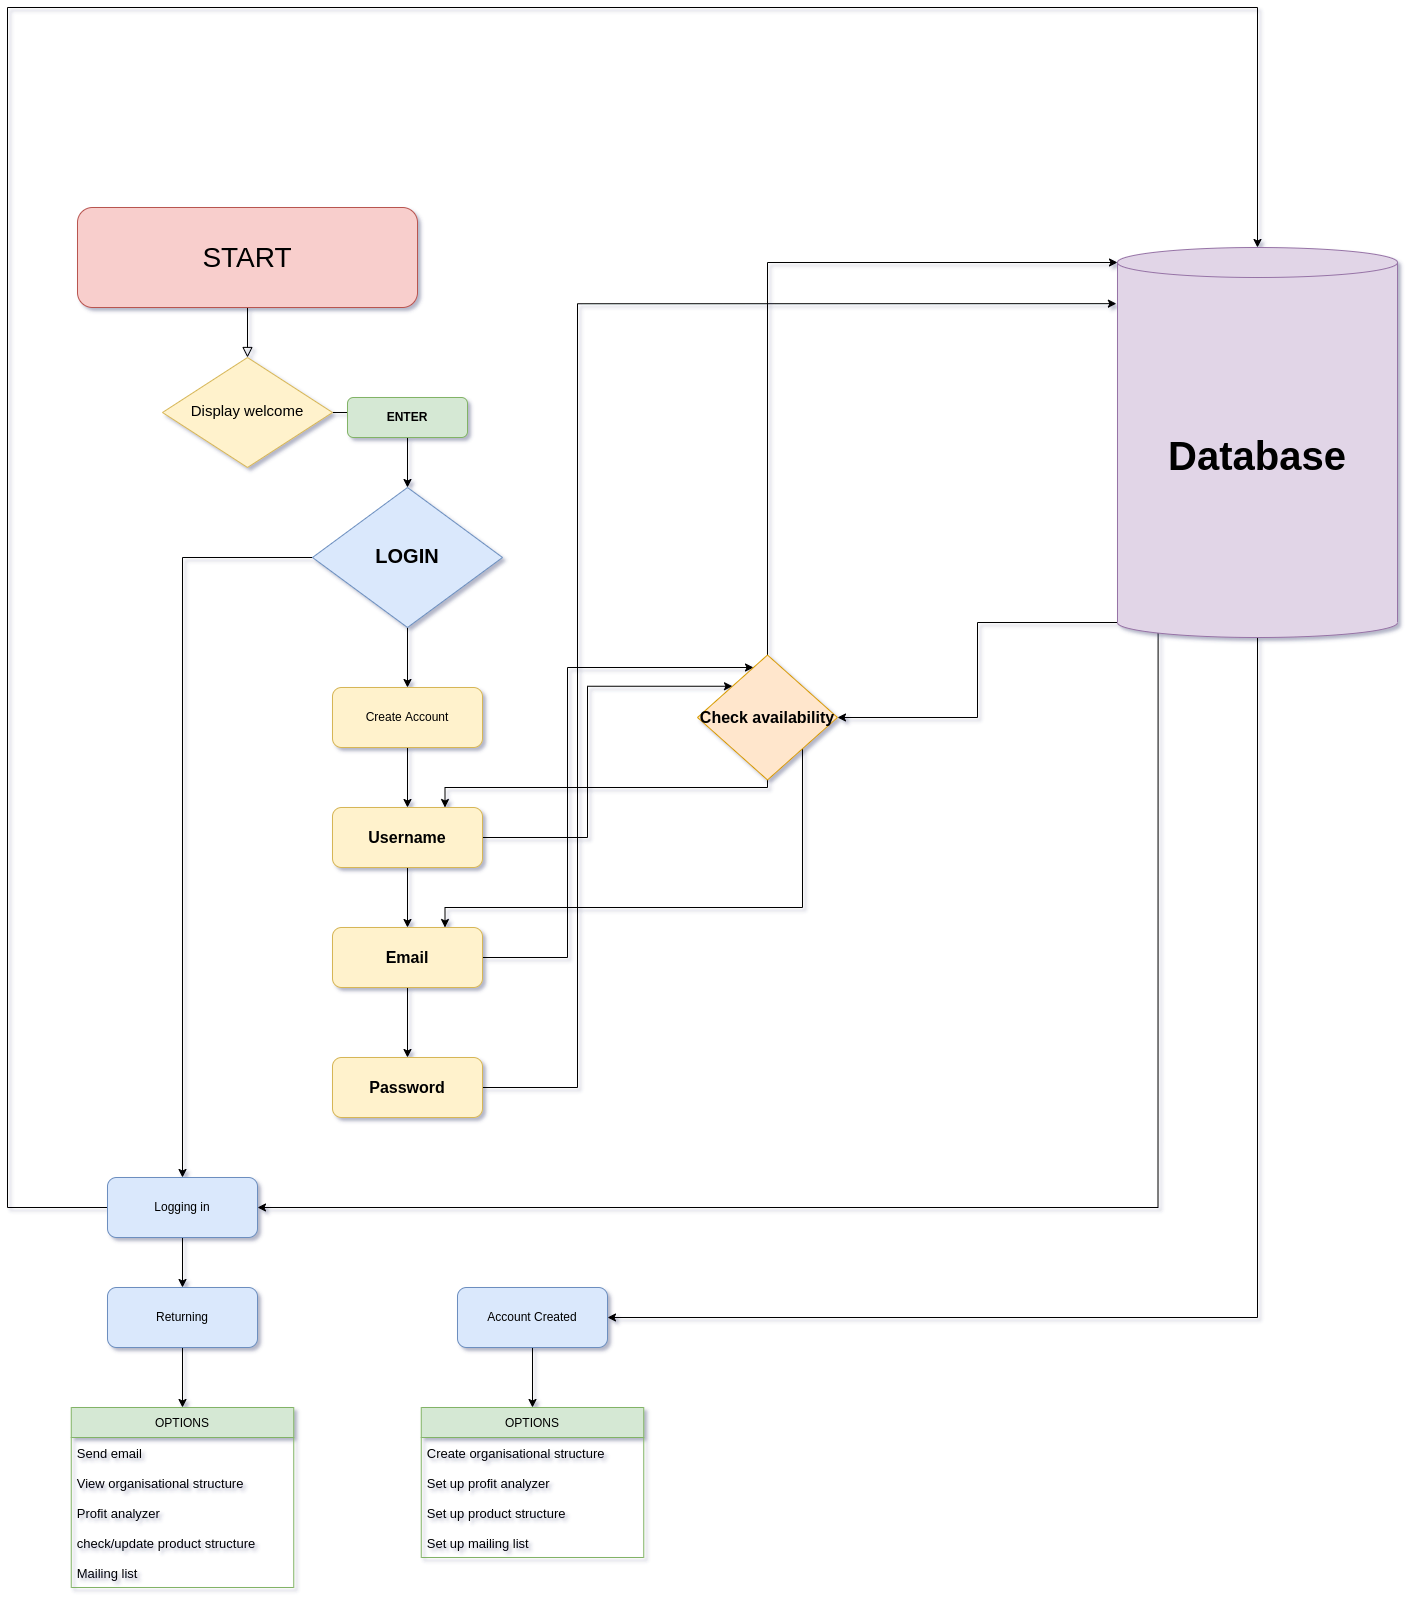 START
Display welcome
ENTER
LOGIN
Database
Create Account
Check availability
Username
Email
Password
Logging in
Returning
Account Created
OPTIONS
Send email
View organisational structure
Profit analyzer
check/update product structure
Mailing list
OPTIONS
Create organisational structure
Set up profit analyzer
Set up product structure
Set up mailing list